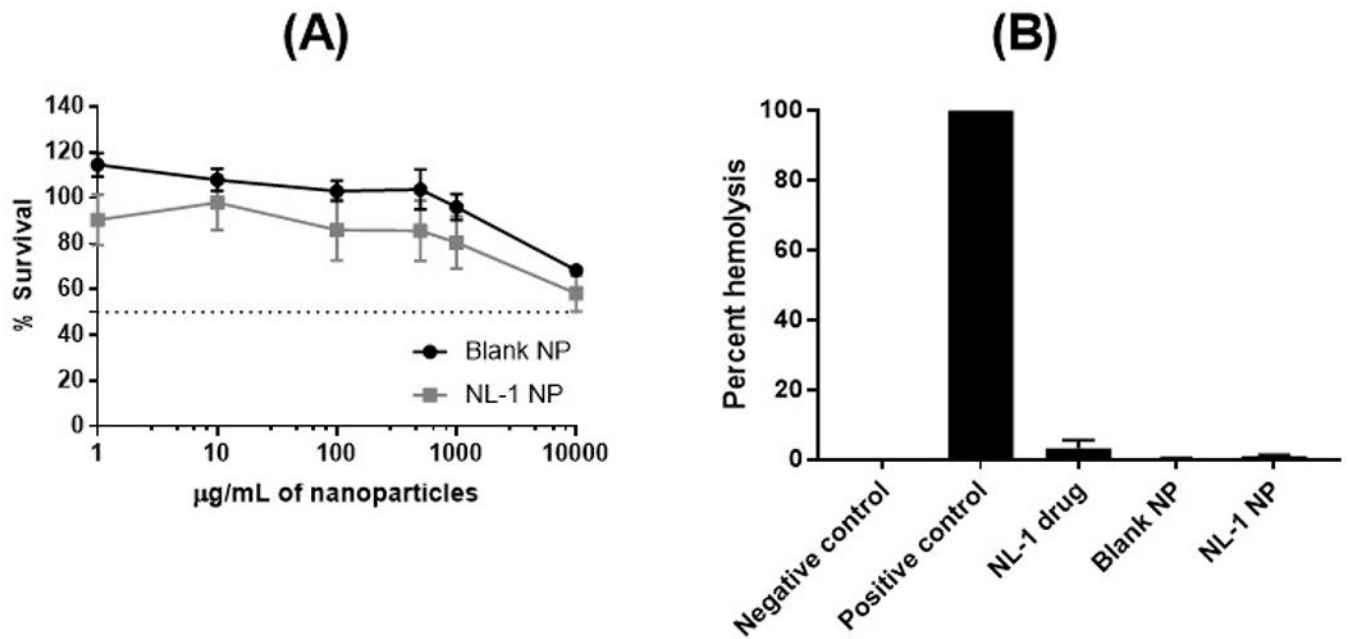 (A)
% Survival
140
120
100
80
60
40
20
0
Blank NP
NL-1 NP
1
10
100
1000
10000
µg/mL of nanoparticles
(B)
Percent hemolysis
100
80
60
40
20
0
Negative control
Positive control
NL-1 drug
Blank NP
NL-1 NP